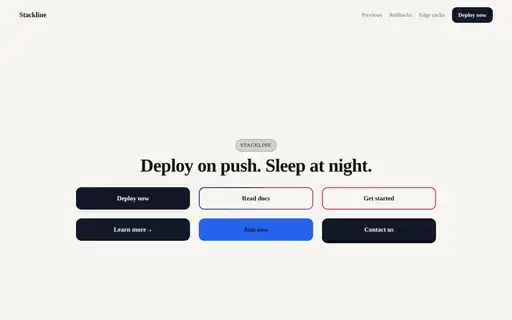 Stackline
Previews Rollbacks Edge cache Deploy now
STACKLINE
Deploy on push. Sleep at night.
Deploy now
Read docs
Get started
Learn more→
Join now
Contact us